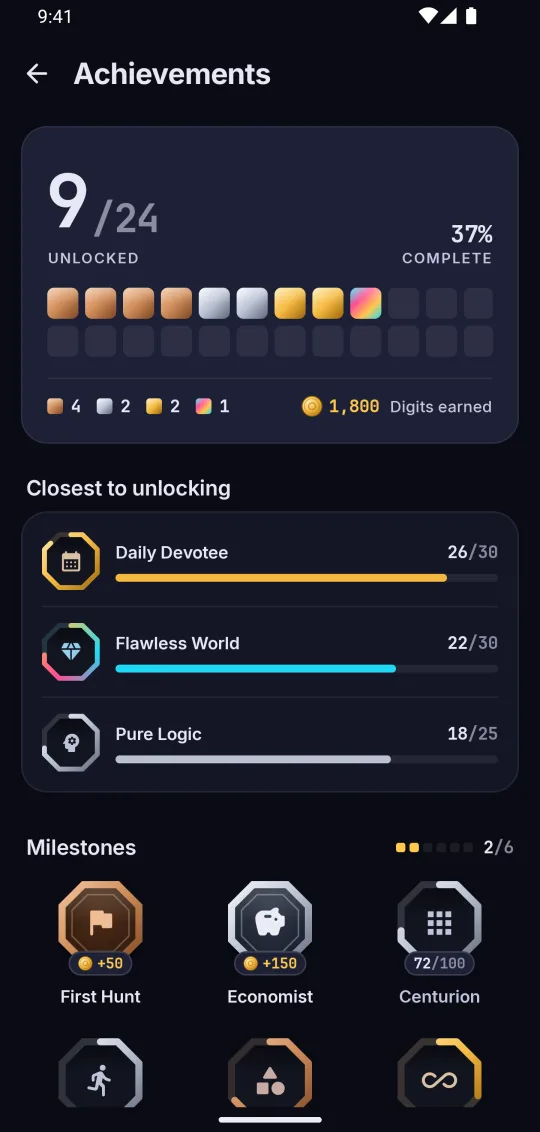 9:41
Achievements
9/24
37%
UNLOCKED
COMPLETE
4 2 2 1 1,800 Digits earned
Closest to unlocking
Daily Devotee 26/30
Flawless World 22/30
Pure Logic 18/25
Milestones 2/6
+50 +150 72/100
First Hunt Economist Centurion